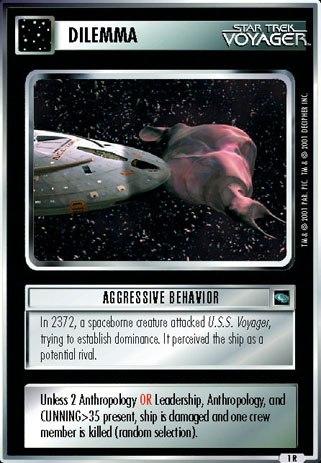 DILEMMA
STAR TREK
VOYAGER™
TM & © 2001 PAR. PIC. TM & © 2001 DECIPHER INC.
AGGRESSIVE BEHAVIOR
In 2372, a spaceborne creature attacked U.S.S. Voyager,
trying to establish dominance. It perceived the ship as a
potential rival.
Unless 2 Anthropology OR Leadership, Anthropology, and
CUNNING>35 present, ship is damaged and one crew
member is killed (random selection).
1 R